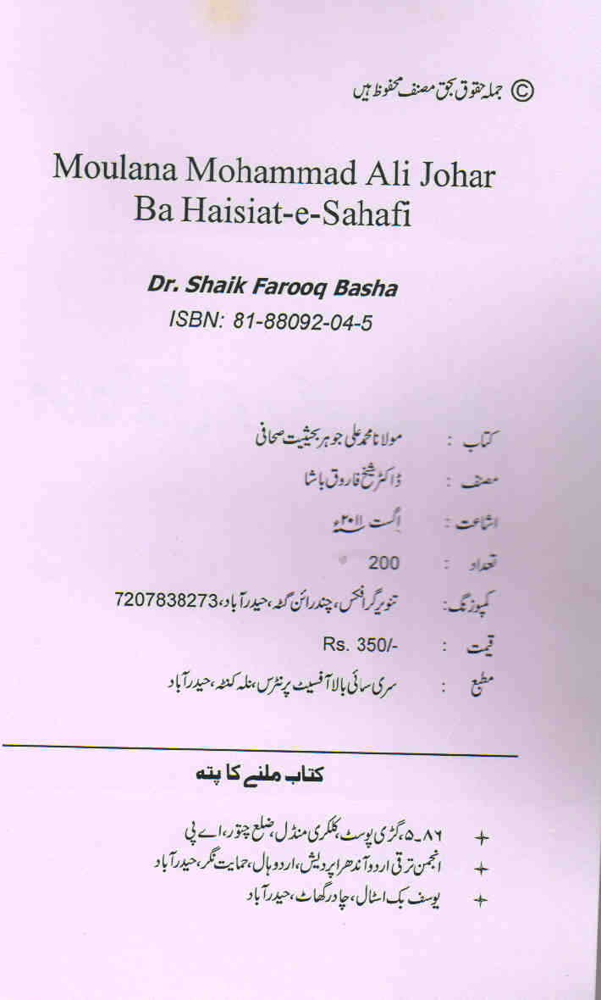 © جملہ حقوق بحق مصنف محفوظ ہیں
Moulana Mohammad Ali Johar
Ba Haisiat-e-Sahafi
Dr. Shaik Farooq Basha
ISBN: 81-88092-04-5
کتاب : مولانا محمد علی جوہر بحیثیت صحافی
مصنف : ڈاکٹر شیخ فاروق باشا
اشاعت : اگست ۲۰۱۱ء
تعداد : 200
کمپوزنگ: تنویر گرافکس، چندرائن گٹہ، حیدرآباد، 7207838273
قیمت : Rs. 350/-
مطبع : سری سائی بالا آفسیٹ پرنٹرس، نلہ کنٹہ، حیدرآباد
کتاب ملنے کا پتہ
۸۶۔۵، گڑی پوسٹ، کلکری منڈل، ضلع چتور، اے پی
انجمن ترقی اردو آندھرا پردیش، اردو ہال، حمایت نگر، حیدرآباد
یوسف بک اسٹال، چادرگھاٹ، حیدرآباد